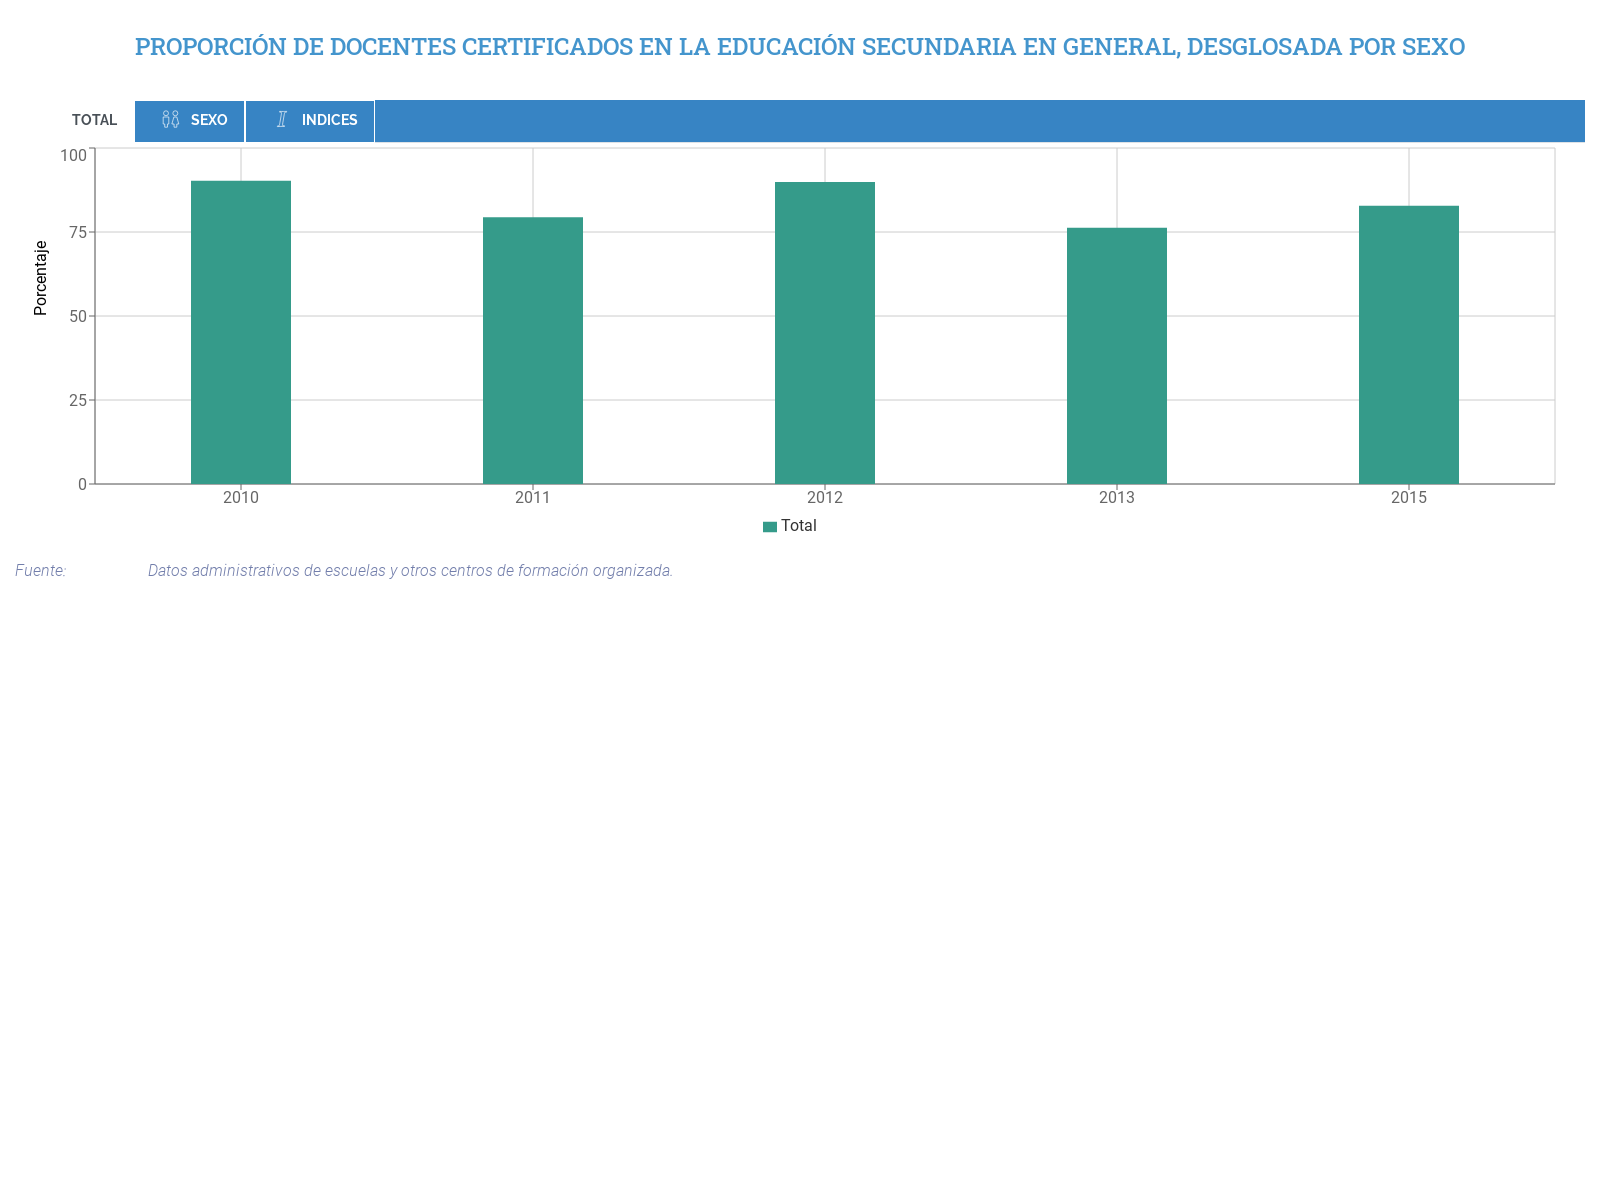 PROPORCIÓN DE DOCENTES CERTIFICADOS EN LA EDUCACIÓN SECUNDARIA EN GENERAL, DESGLOSADA POR SEXO
TOTAL SEXO INDICES
100
75
50
25
0
Porcentaje
2010 2011 2012 2013 2015
Total
Fuente: Datos administrativos de escuelas y otros centros de formación organizada.